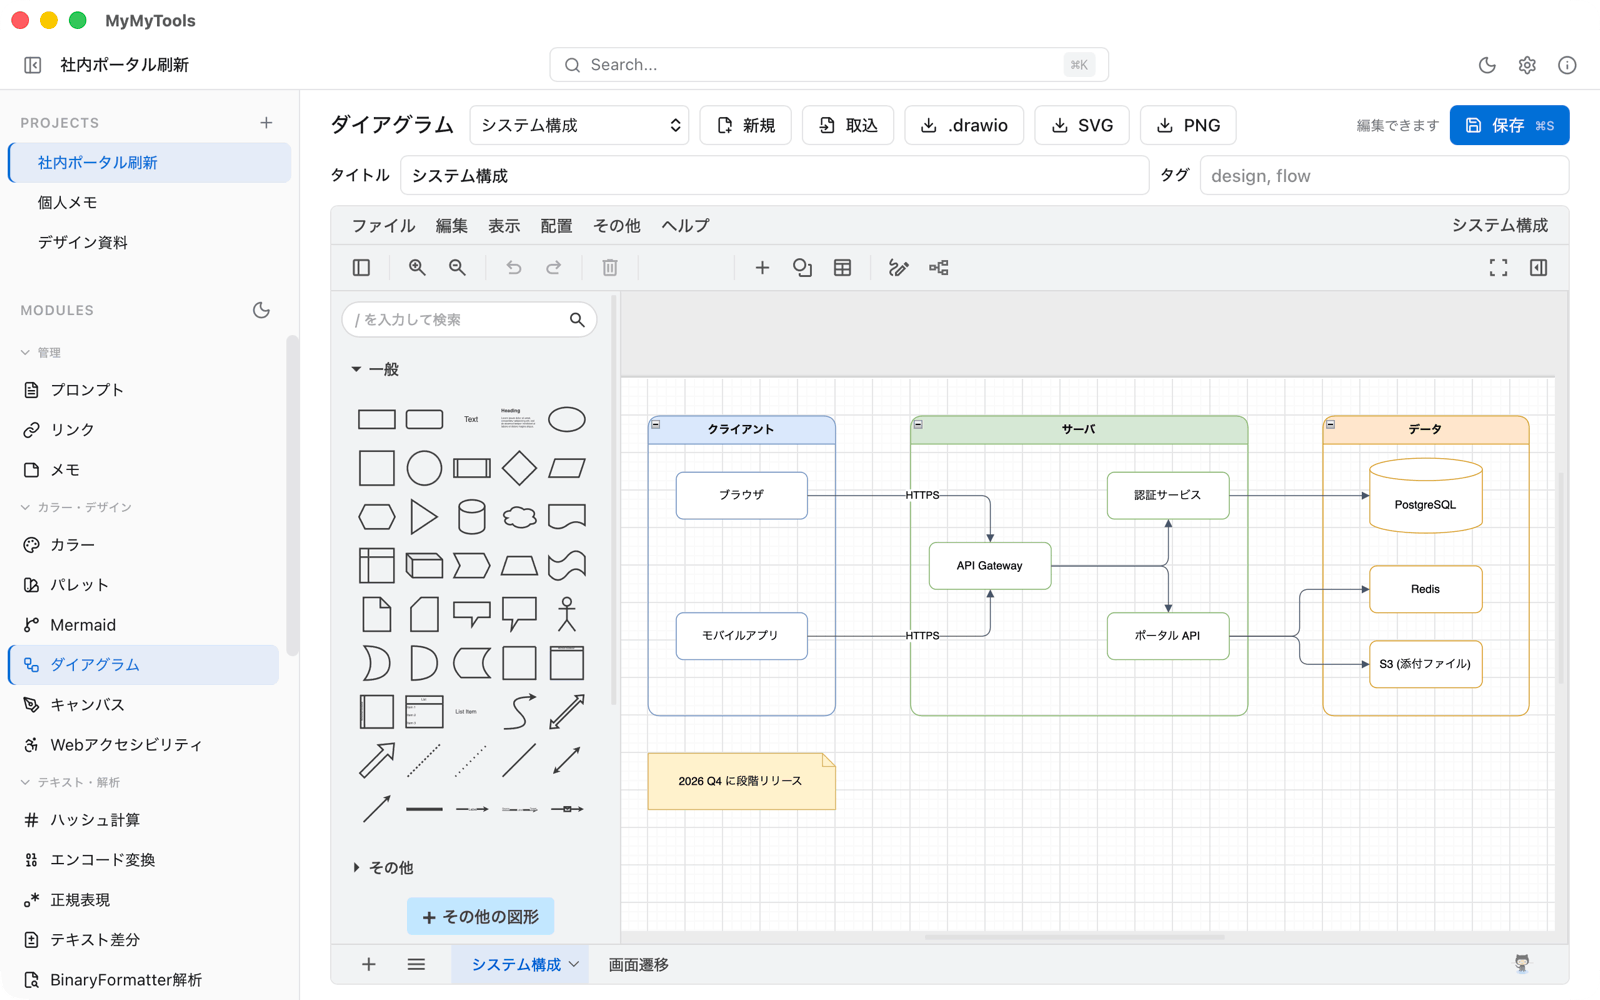 MyMyTools
社内ポータル刷新
Search...
⌘K
PROJECTS
社内ポータル刷新
個人メモ
デザイン資料
MODULES
管理
プロンプト
リンク
メモ
カラー・デザイン
カラー
パレット
Mermaid
ダイアグラム
キャンバス
Webアクセシビリティ
テキスト・解析
ハッシュ計算
エンコード変換
正規表現
テキスト差分
BinaryFormatter解析
ダイアグラム
システム構成
新規
取込
.drawio
SVG
PNG
編集できます
保存 ⌘S
タイトル
システム構成
タグ
design, flow
ファイル 編集 表示 配置 その他 ヘルプ
システム構成
/ を入力して検索
一般
Text
Heading
List
List Item
その他
+ その他の図形
クライアント
ブラウザ
モバイルアプリ
HTTPS
HTTPS
サーバ
認証サービス
API Gateway
ポータル API
データ
PostgreSQL
Redis
S3 (添付ファイル)
2026 Q4 に段階リリース
システム構成
画面遷移